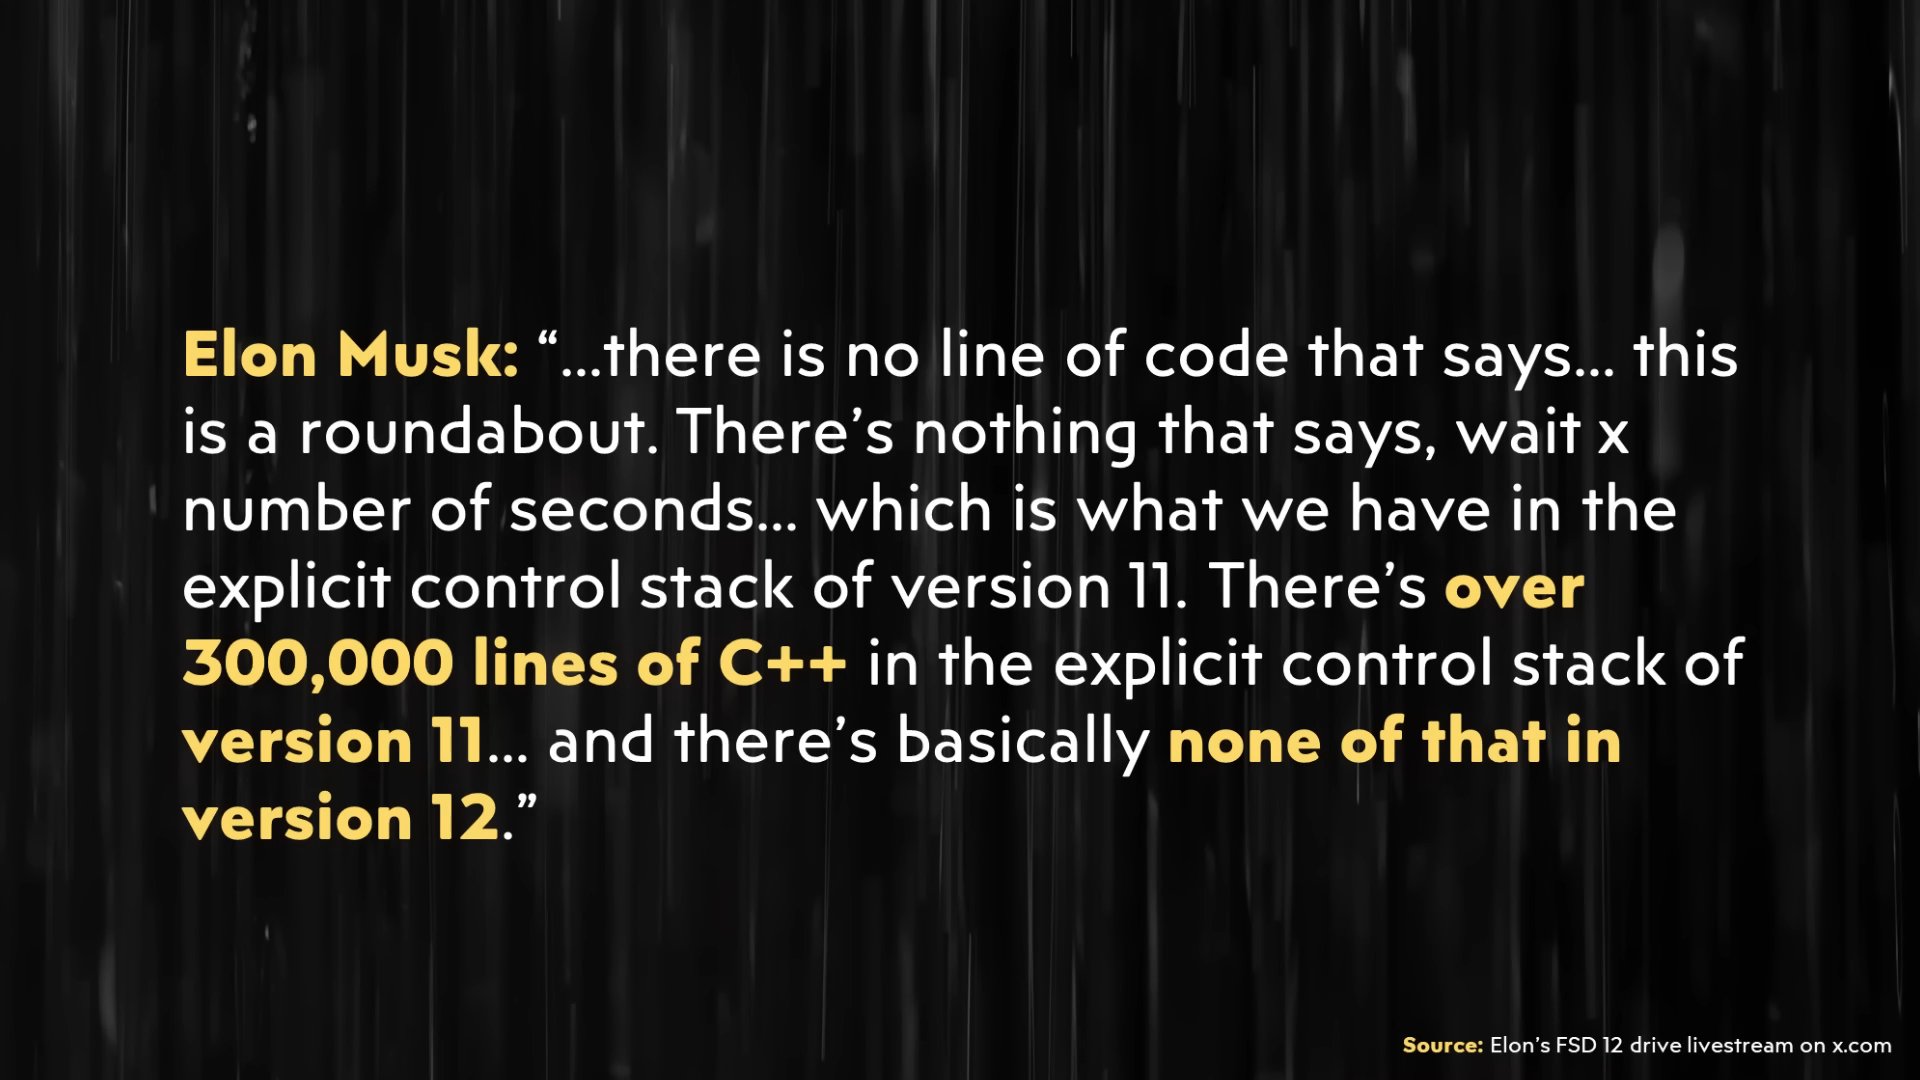 Elon Musk: “...there is no line of code that says... this
is a roundabout. There’s nothing that says, wait x
number of seconds... which is what we have in the
explicit control stack of version 11. There’s over
300,000 lines of C++ in the explicit control stack of
version 11... and there’s basically none of that in
version 12.”
Source: Elon’s FSD 12 drive livestream on x.com